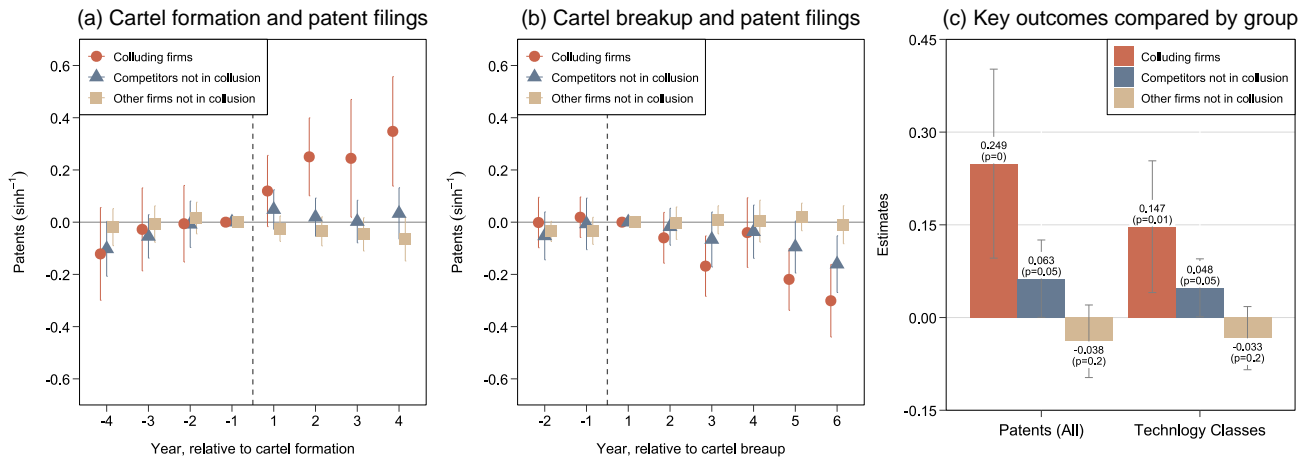 (a) Cartel formation and patent filings
Colluding firms
Competitors not in collusion
Other firms not in collusion
Patents (sinh⁻¹)
0.6
0.4
0.2
0.0
-0.2
-0.4
-0.6
-4 -3 -2 -1 1 2 3 4
Year, relative to cartel formation
(b) Cartel breakup and patent filings
Colluding firms
Competitors not in collusion
Other firms not in collusion
Patents (sinh⁻¹)
0.6
0.4
0.2
0.0
-0.2
-0.4
-0.6
-2 -1 1 2 3 4 5 6
Year, relative to cartel breaup
(c) Key outcomes compared by group
Colluding firms
Competitors not in collusion
Other firms not in collusion
Estimates
0.45
0.30
0.15
0.00
-0.15
0.249
(p=0)
0.063
(p=0.05)
-0.038
(p=0.2)
0.147
(p=0.01)
0.048
(p=0.05)
-0.033
(p=0.2)
Patents (All) Technlogy Classes